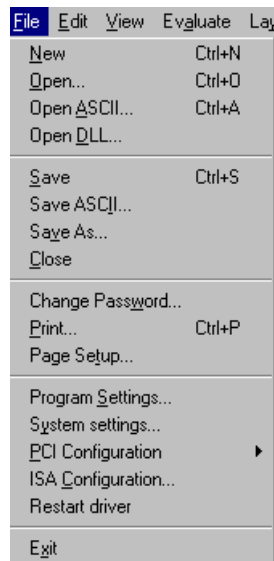 File Edit View Evaluate Lay
New Ctrl+N
Open... Ctrl+O
Open ASCII... Ctrl+A
Open DLL...
Save Ctrl+S
Save ASCII...
Save As...
Close
Change Password...
Print... Ctrl+P
Page Setup...
Program Settings...
System settings...
PCI Configuration
ISA Configuration...
Restart driver
Exit